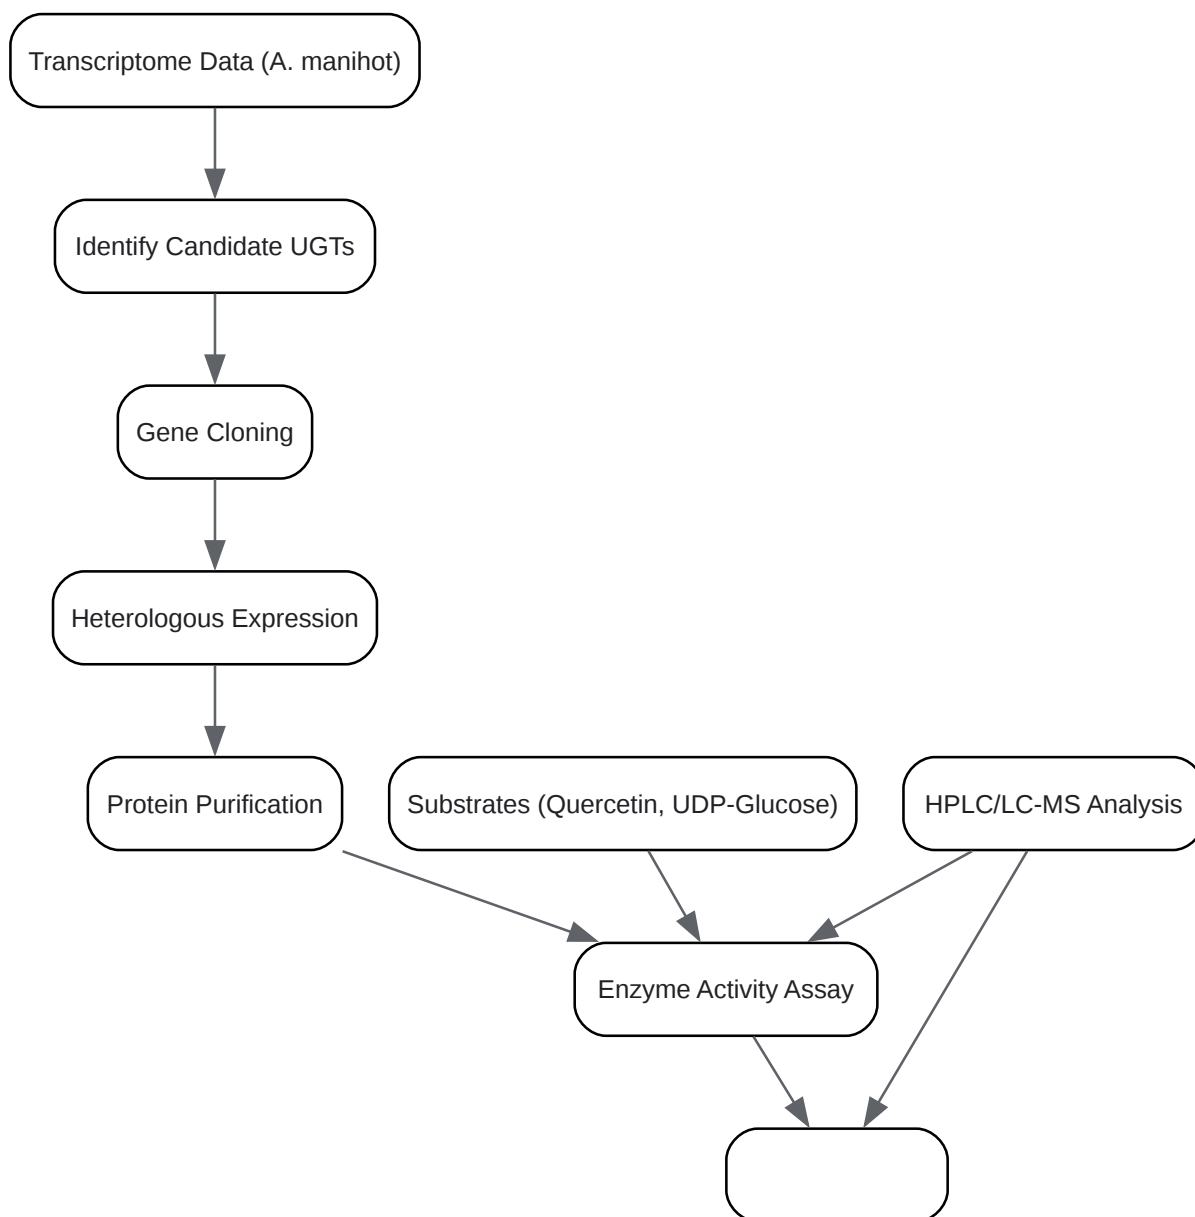 Transcriptome Data (A. manihot)
Identify Candidate UGTs
Gene Cloning
Heterologous Expression
Protein Purification
Substrates (Quercetin, UDP-Glucose)
HPLC/LC-MS Analysis
Enzyme Activity Assay